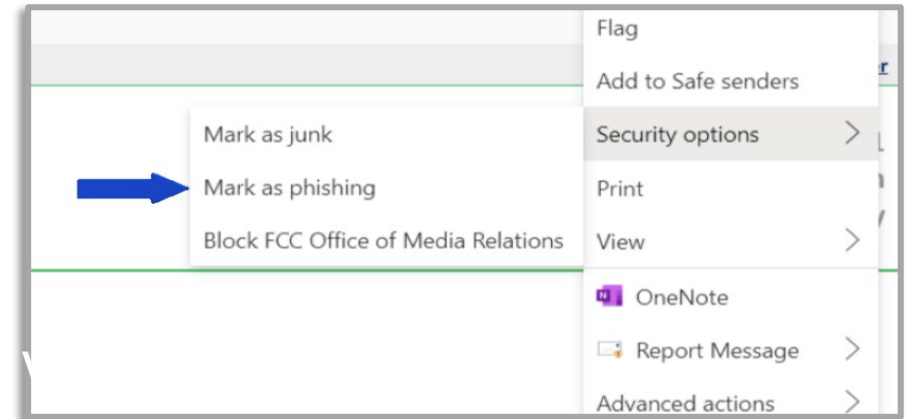 Flag
Add to Safe senders
Security options
Print
View
OneNote
Report Message
Advanced actions
Mark as junk
Mark as phishing
Block FCC Office of Media Relations